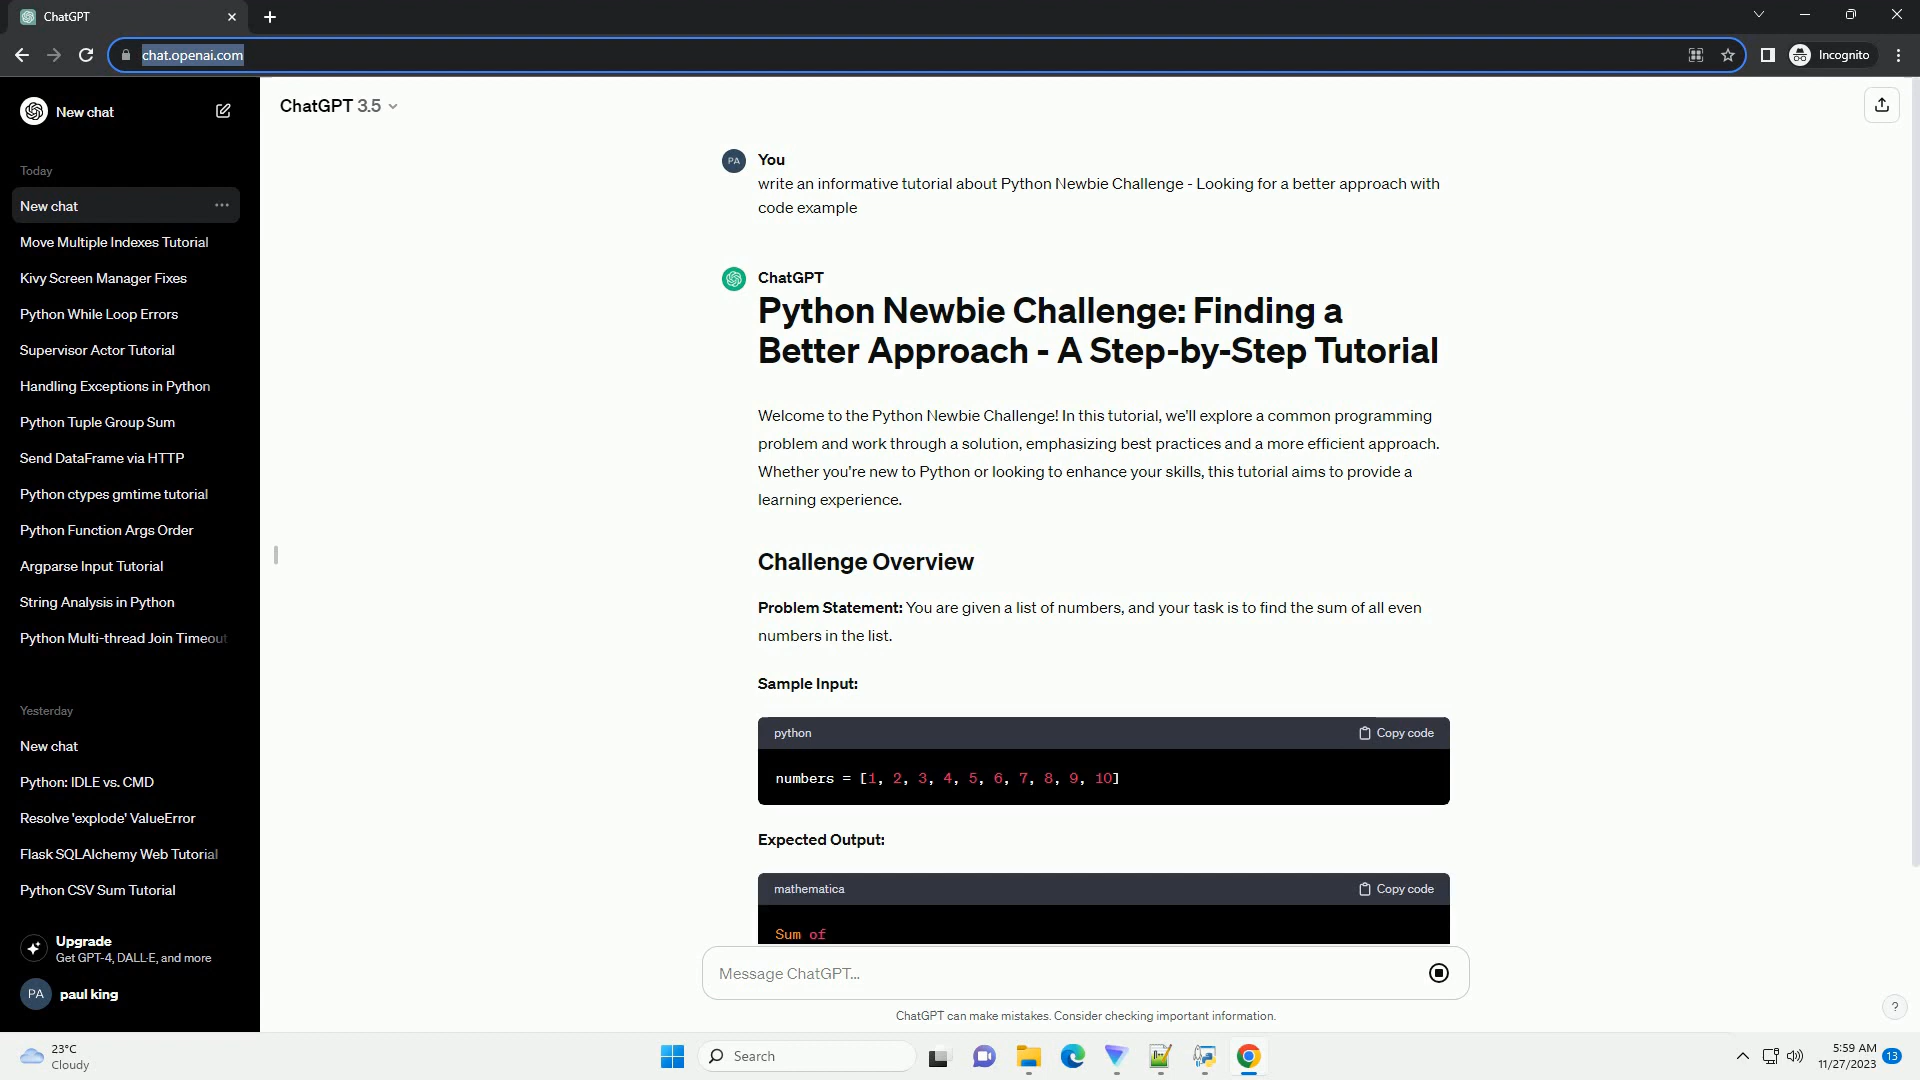 ChatGPT
chat.openai.com
Incognito
New chat
Today
New chat
Move Multiple Indexes Tutorial
Kivy Screen Manager Fixes
Python While Loop Errors
Supervisor Actor Tutorial
Handling Exceptions in Python
Python Tuple Group Sum
Send DataFrame via HTTP
Python ctypes gmtime tutorial
Python Function Args Order
Argparse Input Tutorial
String Analysis in Python
Python Multi-thread Join Timeout
Yesterday
New chat
Python: IDLE vs. CMD
Resolve 'explode' ValueError
Flask SQLAlchemy Web Tutorial
Python CSV Sum Tutorial
Upgrade
Get GPT-4, DALL·E, and more
PA paul king
ChatGPT 3.5
PA You
write an informative tutorial about Python Newbie Challenge - Looking for a better approach with
code example
ChatGPT
Python Newbie Challenge: Finding a
Better Approach - A Step-by-Step Tutorial
Welcome to the Python Newbie Challenge! In this tutorial, we'll explore a common programming
problem and work through a solution, emphasizing best practices and a more efficient approach.
Whether you're new to Python or looking to enhance your skills, this tutorial aims to provide a
learning experience.
Challenge Overview
Problem Statement: You are given a list of numbers, and your task is to find the sum of all even
numbers in the list.
Sample Input:
python Copy code
numbers = [1, 2, 3, 4, 5, 6, 7, 8, 9, 10]
Expected Output:
mathematica Copy code
Sum of
Message ChatGPT...
ChatGPT can make mistakes. Consider checking important information.
?
23°C
Cloudy
Search
5:59 AM
11/27/2023
13